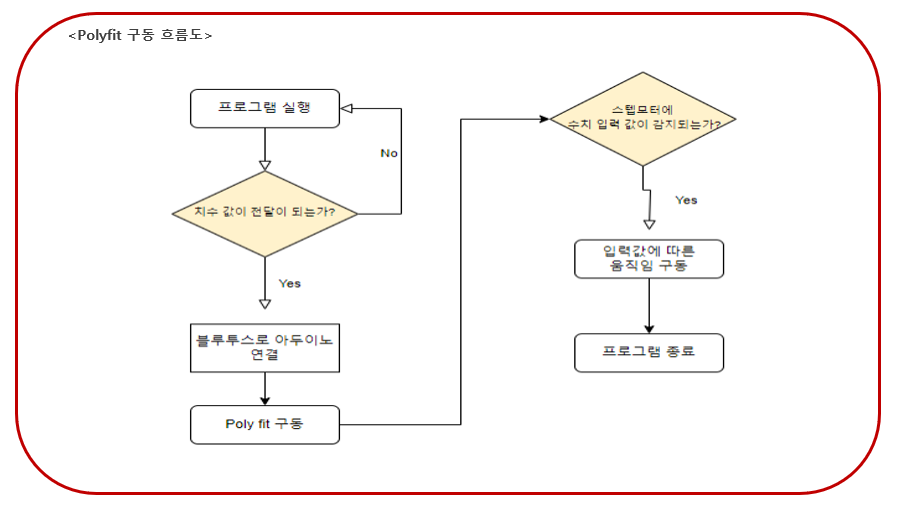 <Polyfit 구동 흐름도>
프로그램 실행
No
치수 값이 전달이 되는가?
Yes
블루투스로 아두이노
연결
Poly fit 구동
스텝모터에
수치 입력 값이 감지되는가?
Yes
입력값에 따른
움직임 구동
프로그램 종료